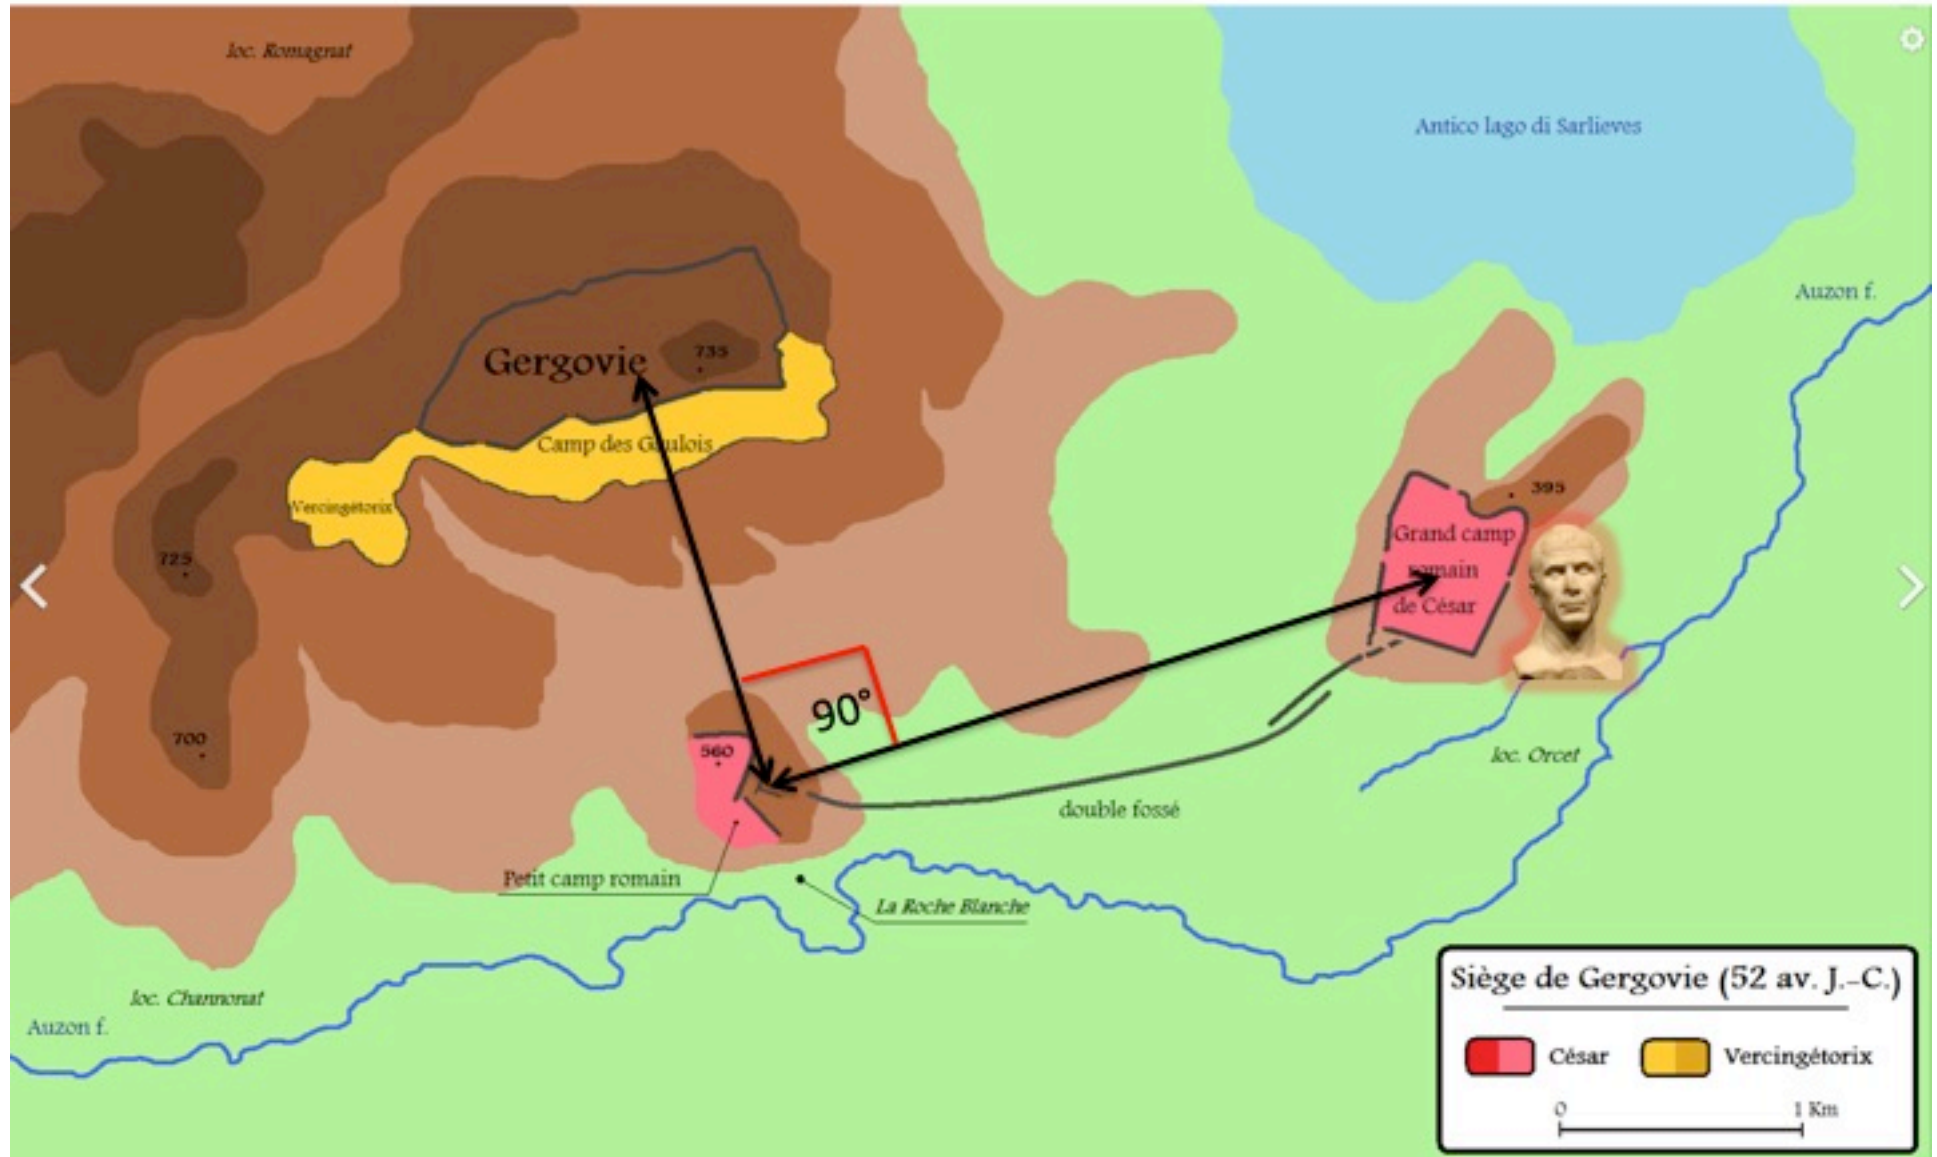 loc. Romagnat
Antico lago di Sarlieves
Auzon f.
735
Gergovie
Camp des Gaulois
Vercingétorix
395
Grand camp
romain
de César
725
90°
700
560
loc. Orcet
double fossé
Petit camp romain
La Roche Blanche
loc. Channonat
Auzon f.
Siège de Gergovie (52 av. J.-C.)
César
Vercingétorix
0
1 Km